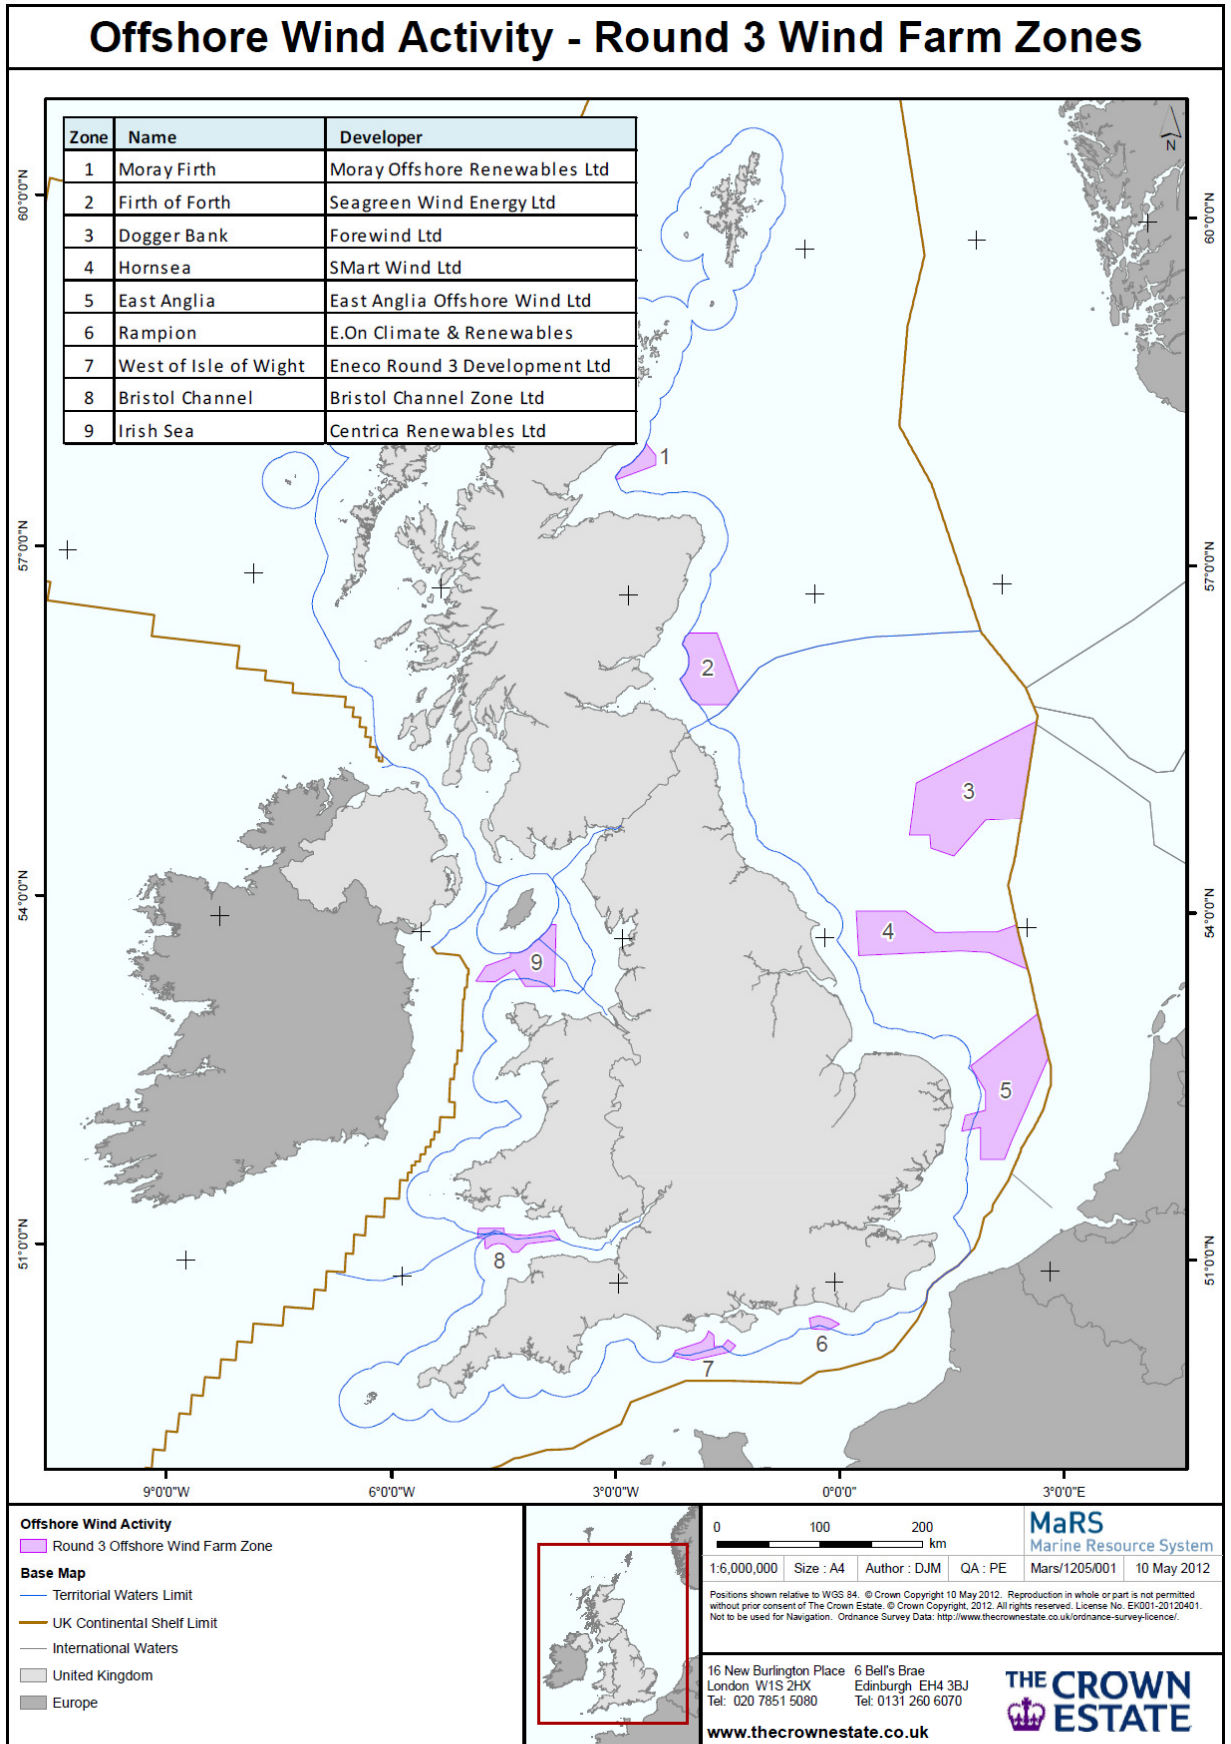 Offshore Wind Activity - Round 3 Wind Farm Zones
Zone Name Developer
1 Moray Firth Moray Offshore Renewables Ltd
2 Firth of Forth Seagreen Wind Energy Ltd
3 Dogger Bank Forewind Ltd
4 Hornsea SMart Wind Ltd
5 East Anglia East Anglia Offshore Wind Ltd
6 Rampion E.On Climate & Renewables
7 West of Isle of Wight Eneco Round 3 Development Ltd
8 Bristol Channel Bristol Channel Zone Ltd
9 Irish Sea Centrica Renewables Ltd
N
60°0'0"N
60°0'0"N
1
57°0'0"N
57°0'0"N
2
3
54°0'0"N
54°0'0"N
4
9
5
51°0'0"N
51°0'0"N
8
6
7
9°0'0"W 6°0'0"W 3°0'0"W 0°0'0" 3°0'0"E
Offshore Wind Activity
Round 3 Offshore Wind Farm Zone
Base Map
Territorial Waters Limit
UK Continental Shelf Limit
International Waters
United Kingdom
Europe
0 100 200
km
MaRS
Marine Resource System
1:6,000,000 Size : A4 Author : DJM QA : PE Mars/1205/001 10 May 2012
Positions shown relative to WGS 84. © Crown Copyright 10 May 2012. Reproduction in whole or part is not permitted
without prior consent of The Crown Estate. © Crown Copyright, 2012. All rights reserved. License No. EK001-20120401.
Not to be used for Navigation. Ordnance Survey Data: http://www.thecrownestate.co.uk/ordnance-survey-licence/.
16 New Burlington Place 6 Bell's Brae
London W1S 2HX Edinburgh EH4 3BJ
Tel: 020 7851 5080 Tel: 0131 260 6070
www.thecrownestate.co.uk
THE CROWN
ESTATE